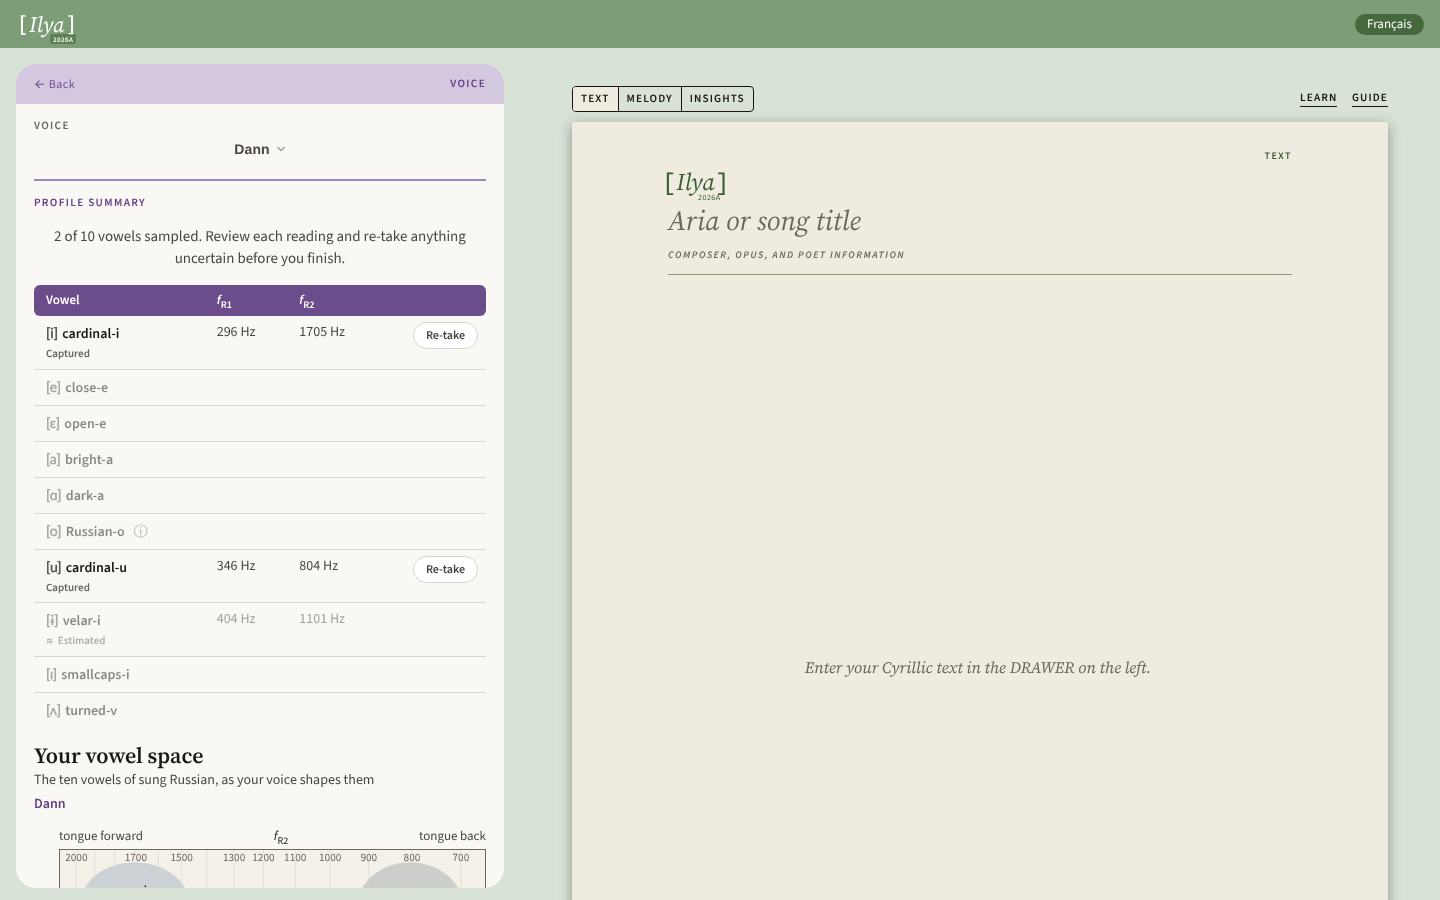 [Ilya]
2026A
Français
← Back
VOICE
VOICE
Dann
PROFILE SUMMARY
2 of 10 vowels sampled. Review each reading and re-take anything
uncertain before you finish.
Vowel fR1 fR2
[i] cardinal-i 296 Hz 1705 Hz Re-take
Captured
[e] close-e
[ɛ] open-e
[a] bright-a
[ɑ] dark-a
[o] Russian-o ⓘ
[u] cardinal-u 346 Hz 804 Hz Re-take
Captured
[ɨ] velar-i 404 Hz 1101 Hz
≈ Estimated
[ɪ] smallcaps-i
[ʌ] turned-v
Your vowel space
The ten vowels of sung Russian, as your voice shapes them
Dann
tongue forward fR2 tongue back
2000 1700 1500 1300 1200 1100 1000 900 800 700
TEXT MELODY INSIGHTS
LEARN GUIDE
TEXT
[Ilya]
2026A
Aria or song title
COMPOSER, OPUS, AND POET INFORMATION
Enter your Cyrillic text in the DRAWER on the left.